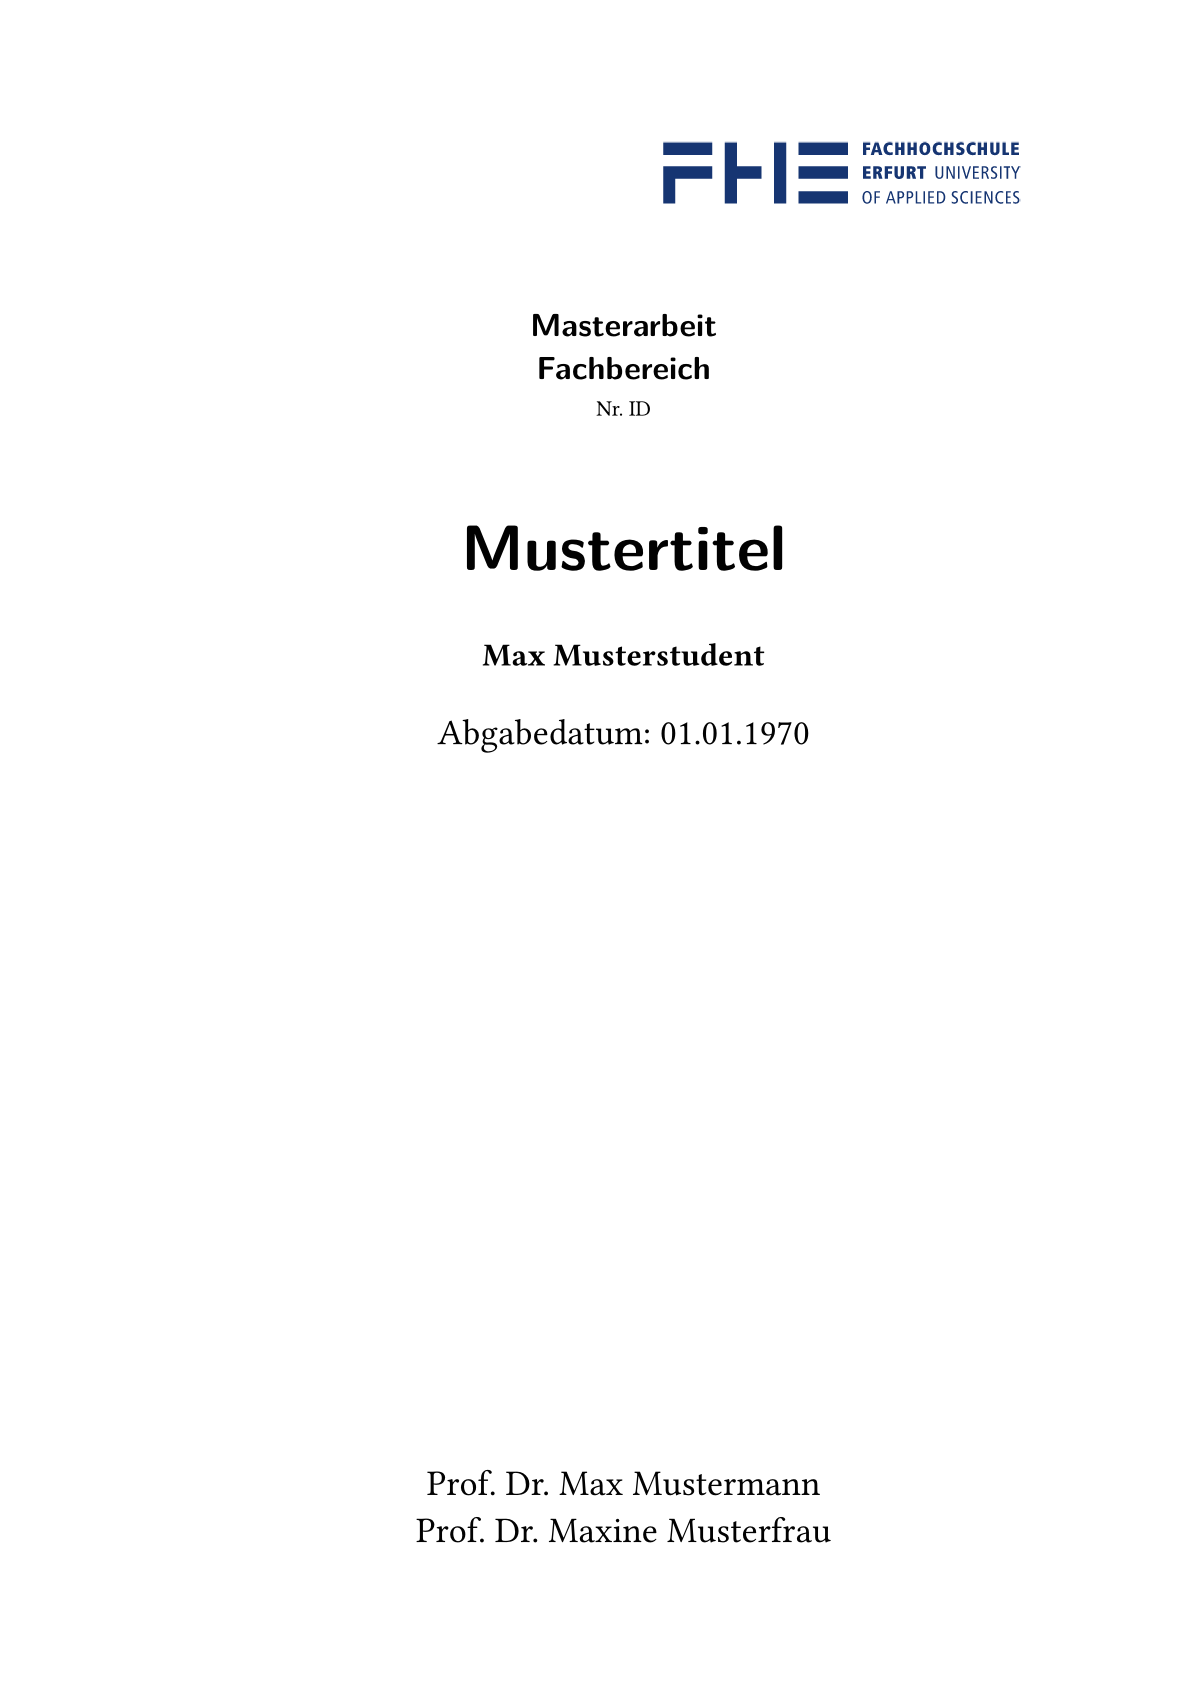 FHE
FACHHOCHSCHULE
ERFURT UNIVERSITY
OF APPLIED SCIENCES
Masterarbeit
Fachbereich
Nr. ID
Mustertitel
Max Musterstudent
Abgabedatum: 01.01.1970
Prof. Dr. Max Mustermann
Prof. Dr. Maxine Musterfrau